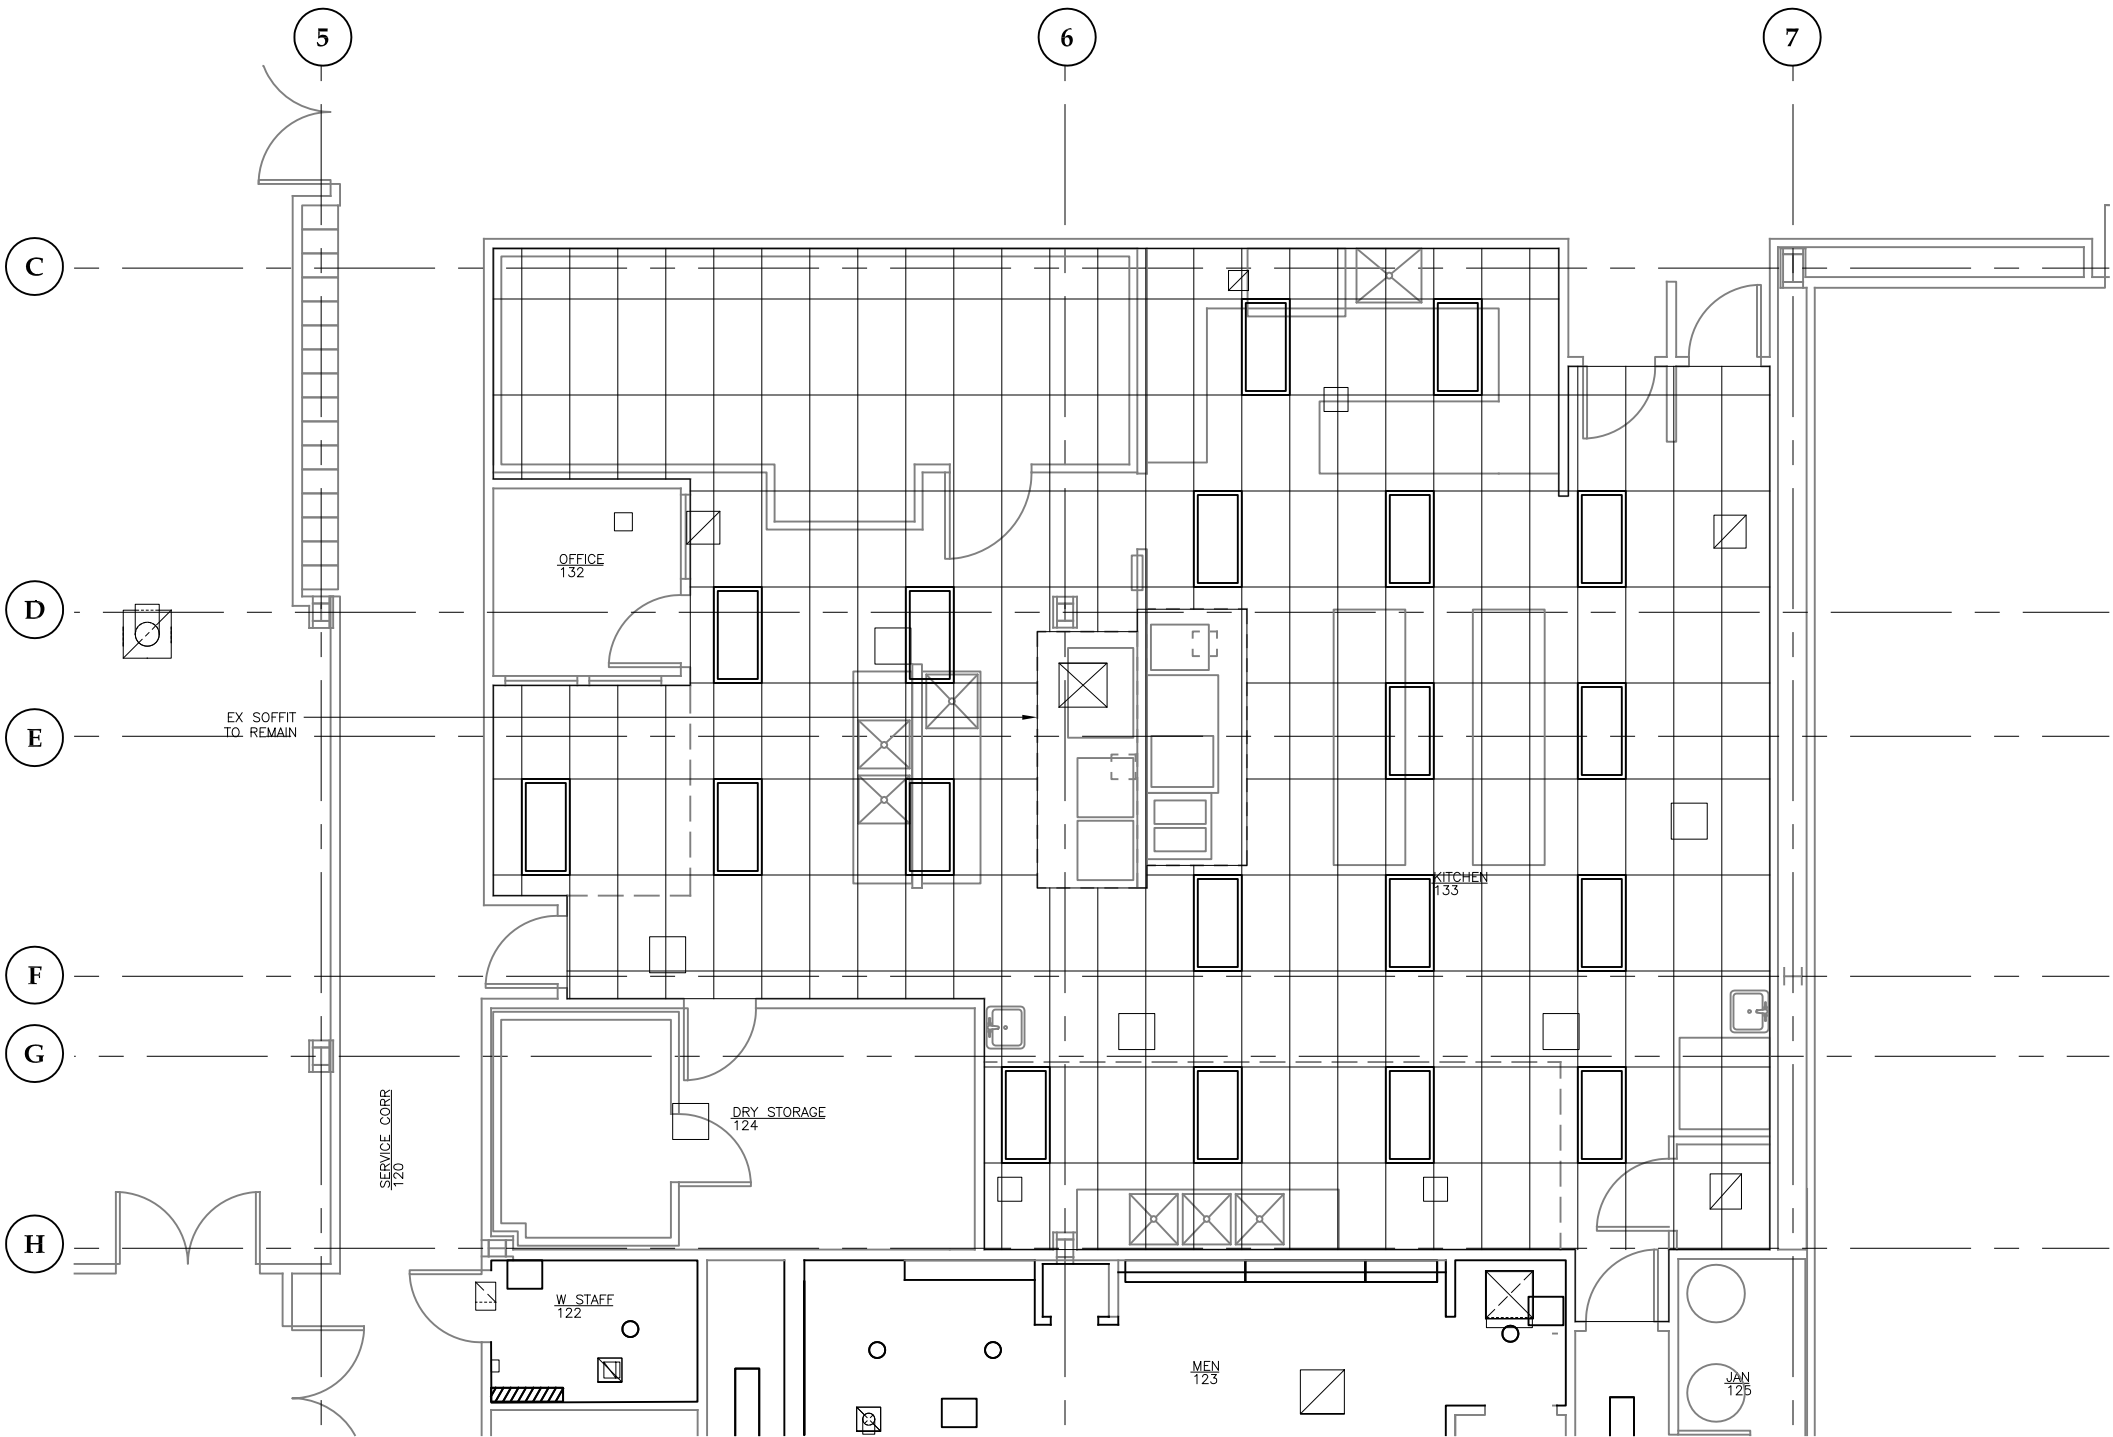 5
6
7
C
D
E
F
G
H
OFFICE
132
EX SOFFIT
TO REMAIN
KITCHEN
133
SERVICE CORR
120
DRY STORAGE
124
W STAFF
122
MEN
123
JAN
125